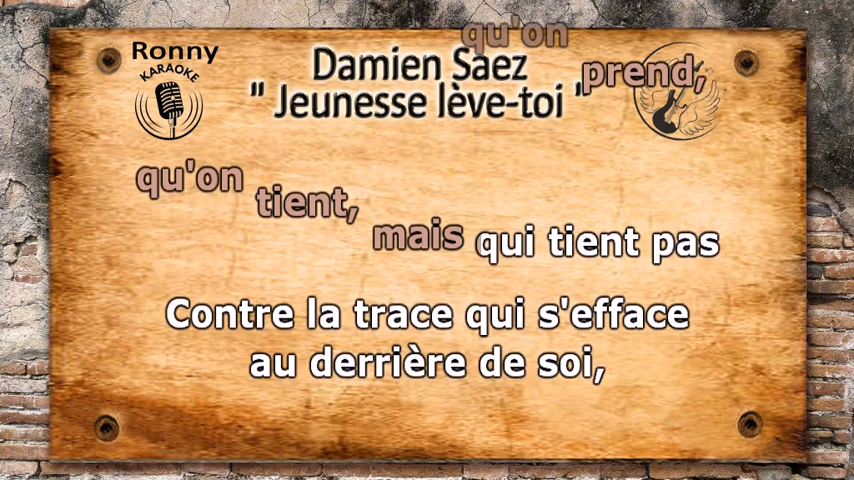 Ronny
KARAOKE
Damien Saez
" Jeunesse lève-toi "
qu'on
prend,
qu'on
tient,
mais qui tient pas
Contre la trace qui s'efface
au derrière de soi,